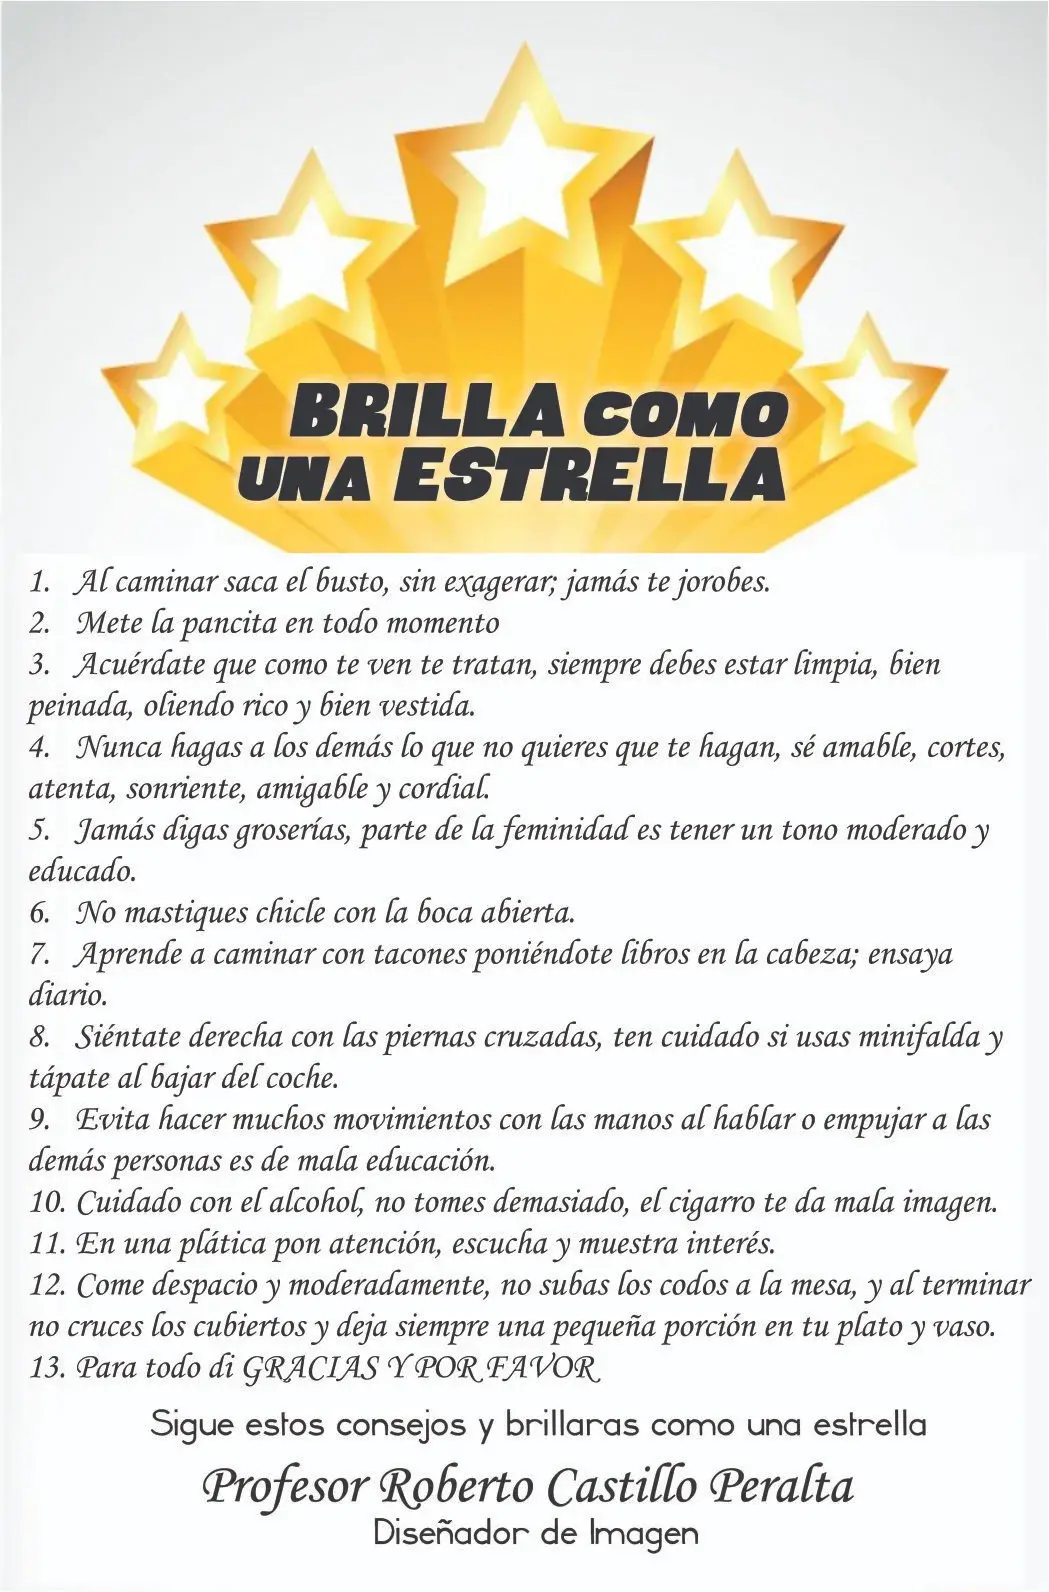 BRILLA COMO
UNA ESTRELLA
1. Al caminar saca el busto, sin exagerar; jamás te jorobes.
2. Mete la pancita en todo momento
3. Acuérdate que como te ven te tratan, siempre debes estar limpia, bien
peinada, oliendo rico y bien vestida.
4. Nunca hagas a los demás lo que no quieres que te hagan, sé amable, cortes,
atenta, sonriente, amigable y cordial.
5. Jamás digas groserías, parte de la feminidad es tener un tono moderado y
educado.
6. No mastiques chicle con la boca abierta.
7. Aprende a caminar con tacones poniéndote libros en la cabeza; ensaya
diario.
8. Siéntate derecha con las piernas cruzadas, ten cuidado si usas minifalda y
tápate al bajar del coche.
9. Evita hacer muchos movimientos con las manos al hablar o empujar a las
demás personas es de mala educación.
10. Cuidado con el alcohol, no tomes demasiado, el cigarro te da mala imagen.
11. En una plática pon atención, escucha y muestra interés.
12. Come despacio y moderadamente, no subas los codos a la mesa, y al terminar
no cruces los cubiertos y deja siempre una pequeña porción en tu plato y vaso.
13. Para todo di GRACIAS Y POR FAVOR
Sigue estos consejos y brillaras como una estrella
Profesor Roberto Castillo Peralta
Diseñador de Imagen